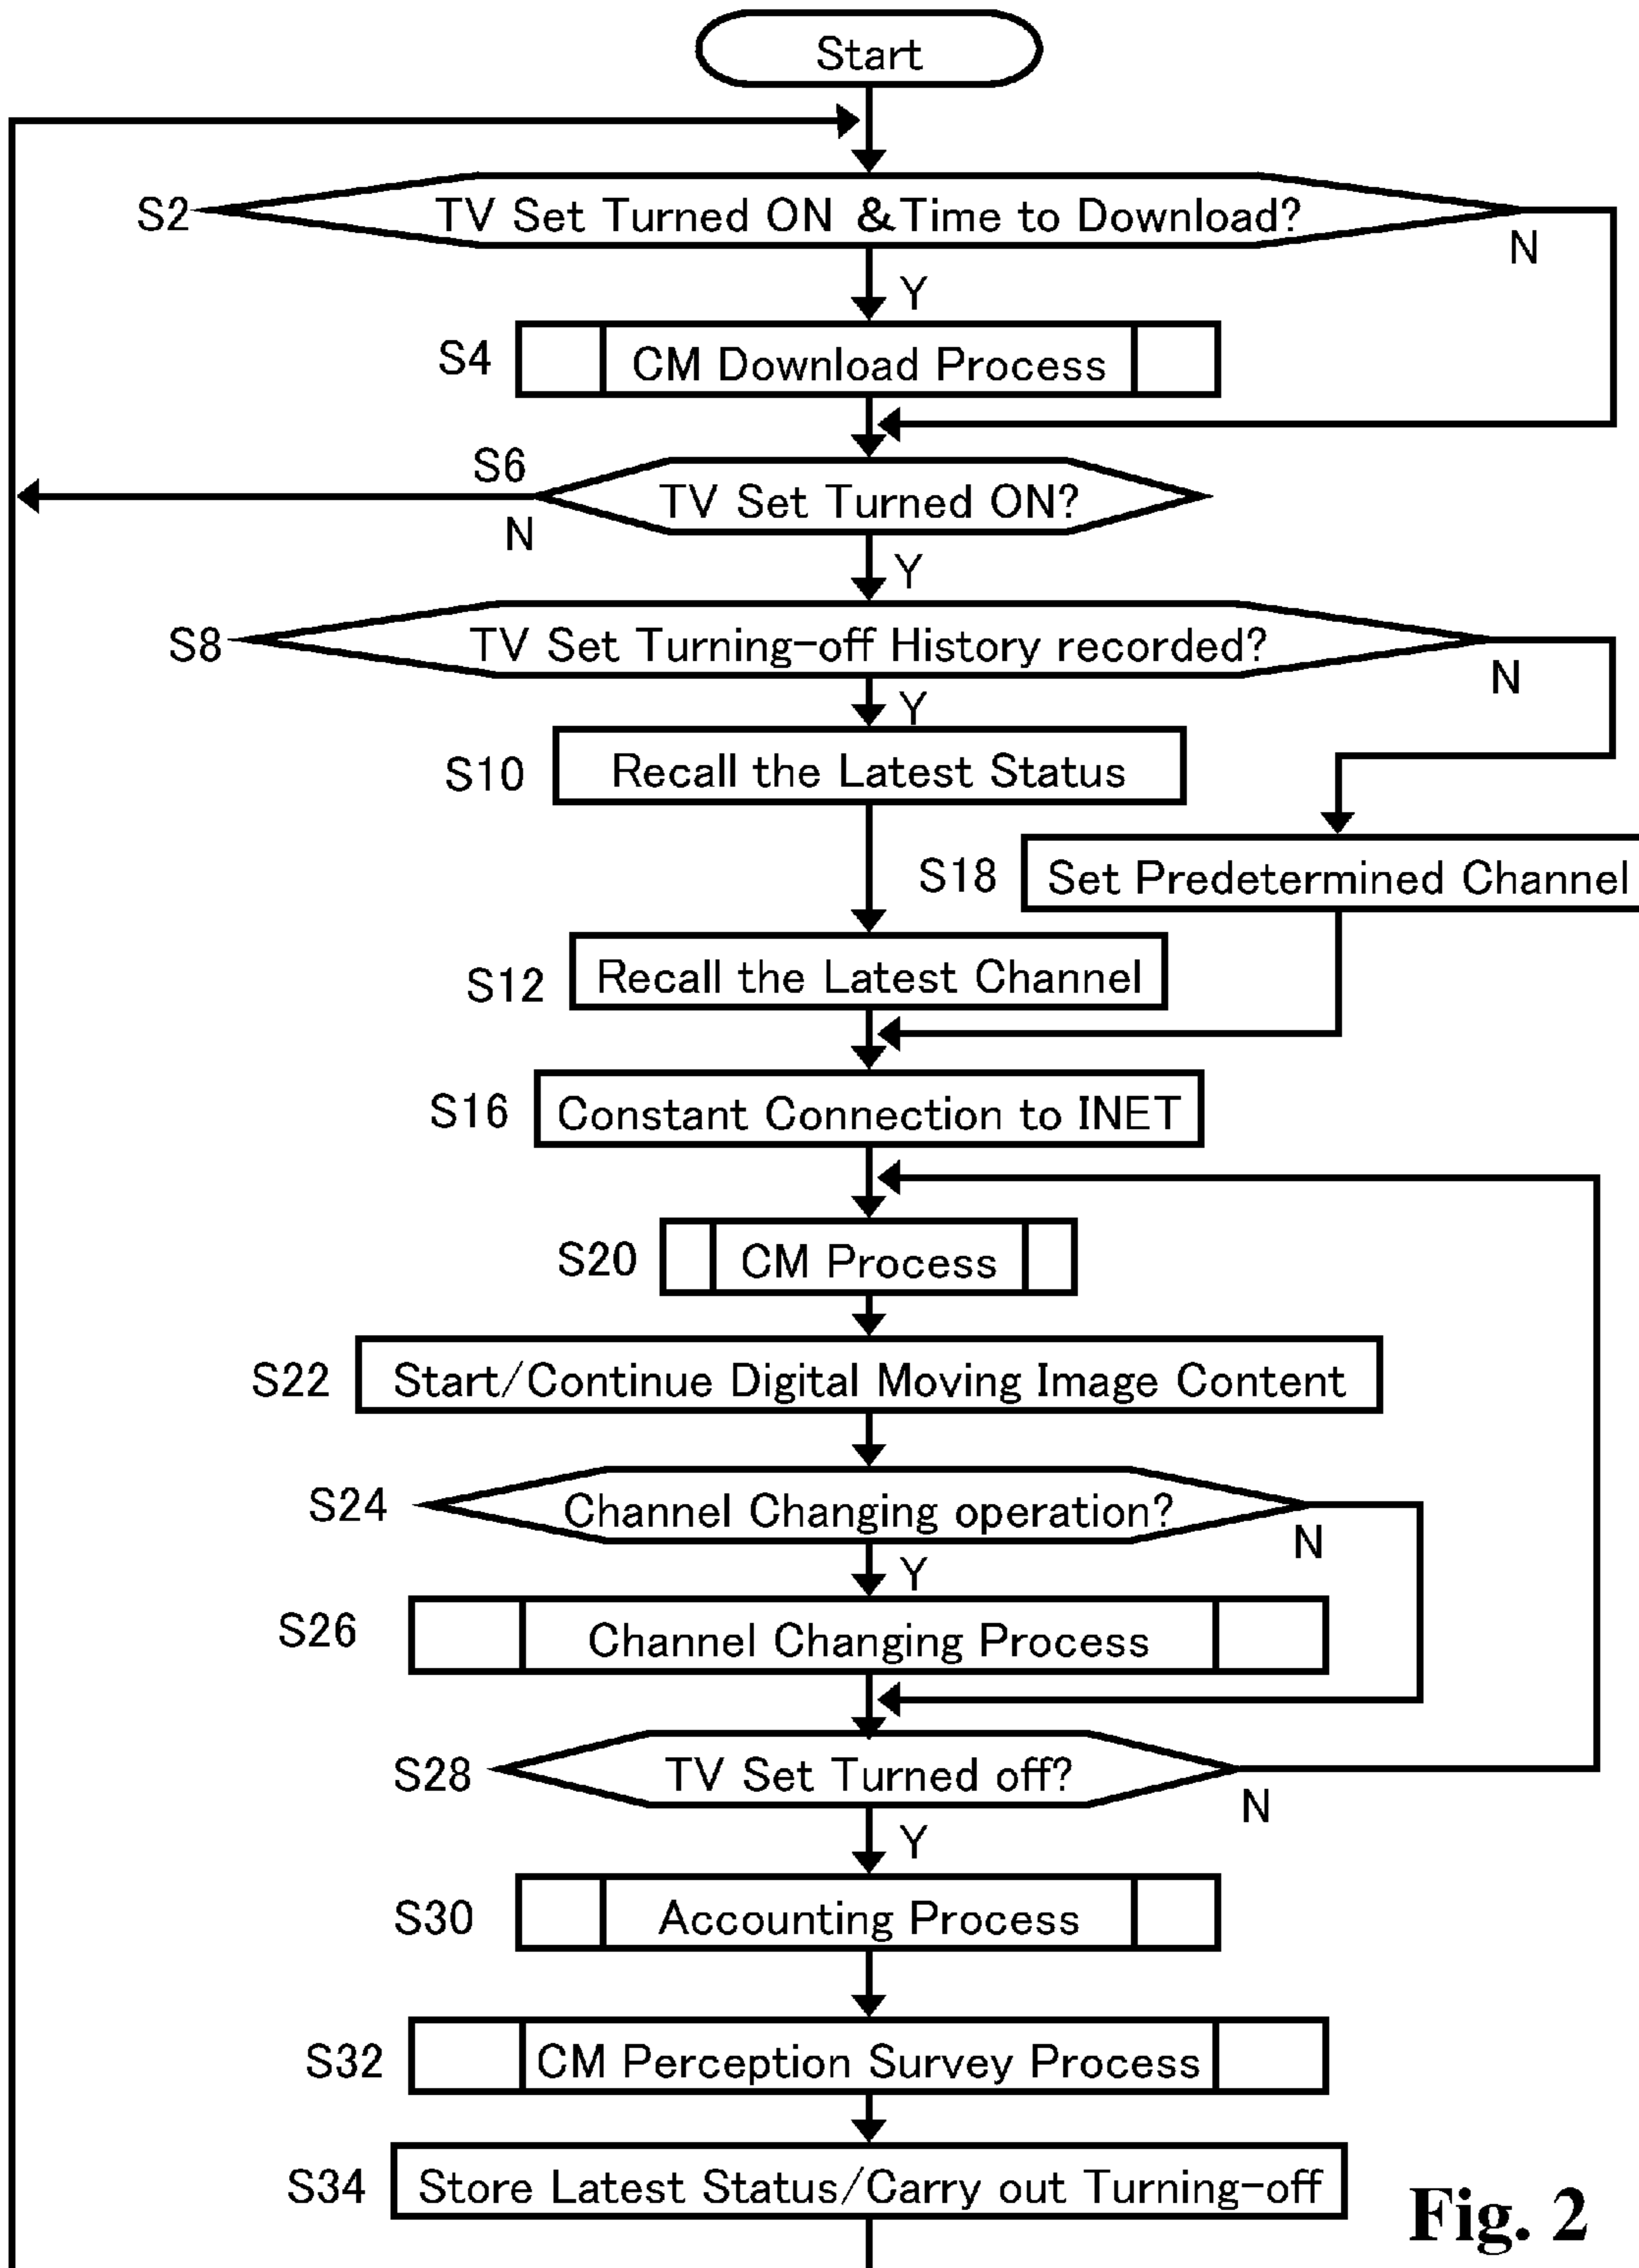 Start
S2
TV Set Turned ON & Time to Download?
N
Y
S4
CM Download Process
S6
TV Set Turned ON?
N
Y
S8
TV Set Turning-off History recorded?
N
Y
S10
Recall the Latest Status
S18
Set Predetermined Channel
S12
Recall the Latest Channel
S16
Constant Connection to INET
S20
CM Process
S22
Start/Continue Digital Moving Image Content
S24
Channel Changing operation?
N
Y
S26
Channel Changing Process
S28
TV Set Turned off?
N
Y
S30
Accounting Process
S32
CM Perception Survey Process
S34
Store Latest Status/Carry out Turning-off
Fig. 2